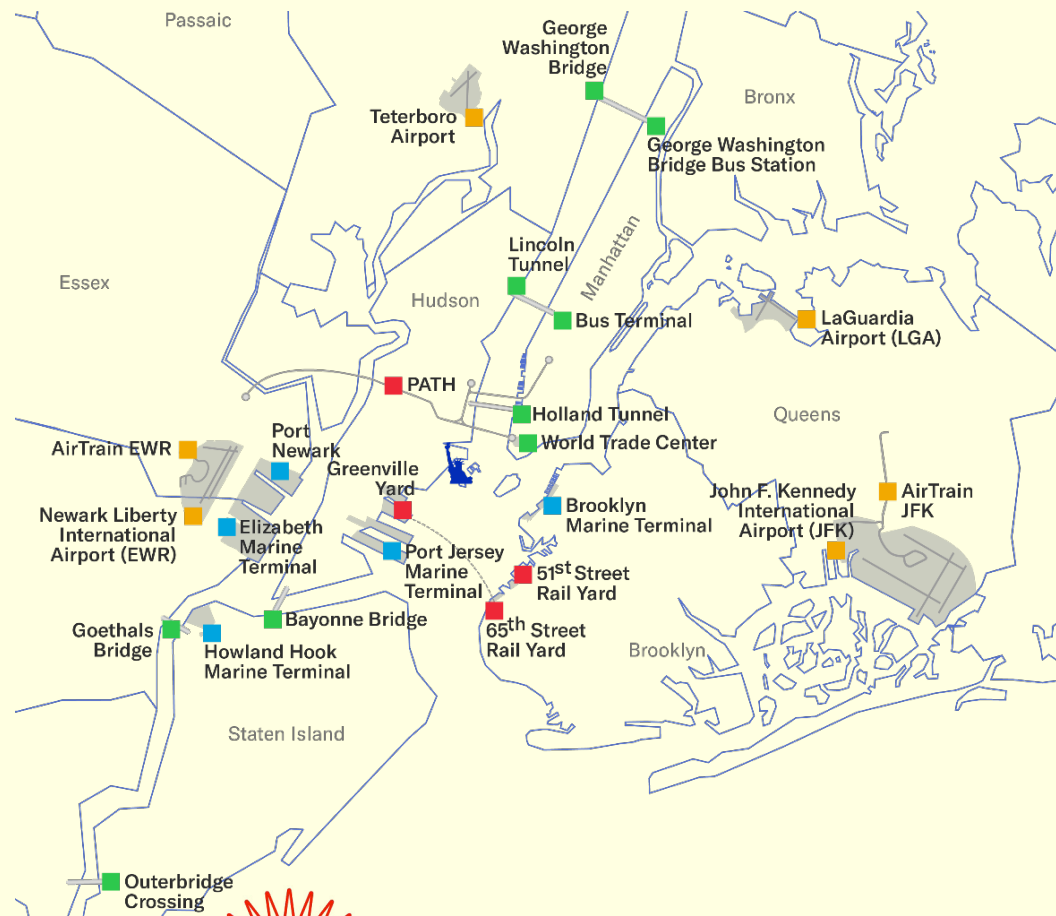 Passaic
George
Washington
Bridge
Bronx
Teterboro
Airport
George Washington
Bridge Bus Station
Manhattan
Lincoln
Tunnel
Essex
Hudson
Bus Terminal
LaGuardia
Airport (LGA)
PATH
Holland Tunnel
Queens
World Trade Center
AirTrain EWR
Port
Newark
Greenville
Yard
John F. Kennedy
International
Airport (JFK)
AirTrain
JFK
Brooklyn
Marine Terminal
Newark Liberty
International
Airport (EWR)
Elizabeth
Marine
Terminal
Port Jersey
Marine
Terminal
51st Street
Rail Yard
Bayonne Bridge
65th Street
Rail Yard
Goethals
Bridge
Howland Hook
Marine Terminal
Brooklyn
Staten Island
Outerbridge
Crossing